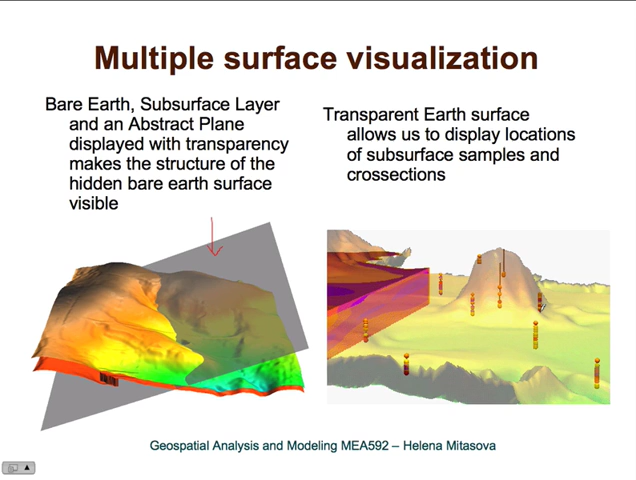 Multiple surface visualization
Bare Earth, Subsurface Layer
and an Abstract Plane
displayed with transparency
makes the structure of the
hidden bare earth surface
visible
Transparent Earth surface
allows us to display locations
of subsurface samples and
crossections
Geospatial Analysis and Modeling MEA592 – Helena Mitasova